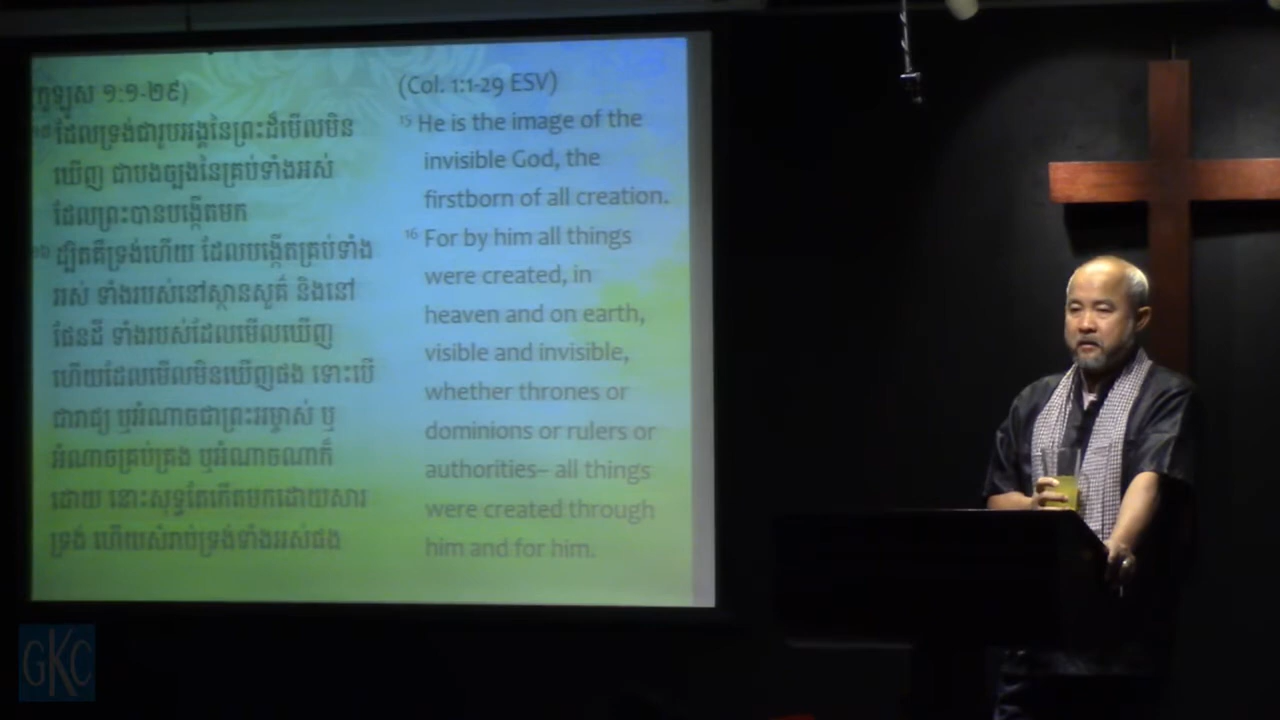 (កូឡុស ១:១-២៩)
ដែលទ្រង់ជារូបអង្គនៃព្រះដ៏មើលមិន
ឃើញ ជាបងច្បងនៃគ្រប់ទាំងអស់
ដែលព្រះបានបង្កើតមក
ដ្បិតគឺទ្រង់ហើយ ដែលបង្កើតគ្រប់ទាំង
អស់ ទាំងរបស់នៅស្ថានសួគ៌ និងនៅ
ផែនដី ទាំងរបស់ដែលមើលឃើញ
ហើយដែលមើលមិនឃើញផង ទោះបើ
ជារាជ្យ ឬអំណាចជាព្រះអម្ចាស់ ឬ
អំណាចគ្រប់គ្រង ឬអំណាចណាក៏
ដោយ នោះសុទ្ធតែកើតមកដោយសារ
ទ្រង់ ហើយសំរាប់ទ្រង់ទាំងអស់ផង
(Col. 1:1-29 ESV)
15 He is the image of the
invisible God, the
firstborn of all creation.
16 For by him all things
were created, in
heaven and on earth,
visible and invisible,
whether thrones or
dominions or rulers or
authorities– all things
were created through
him and for him.
GKC